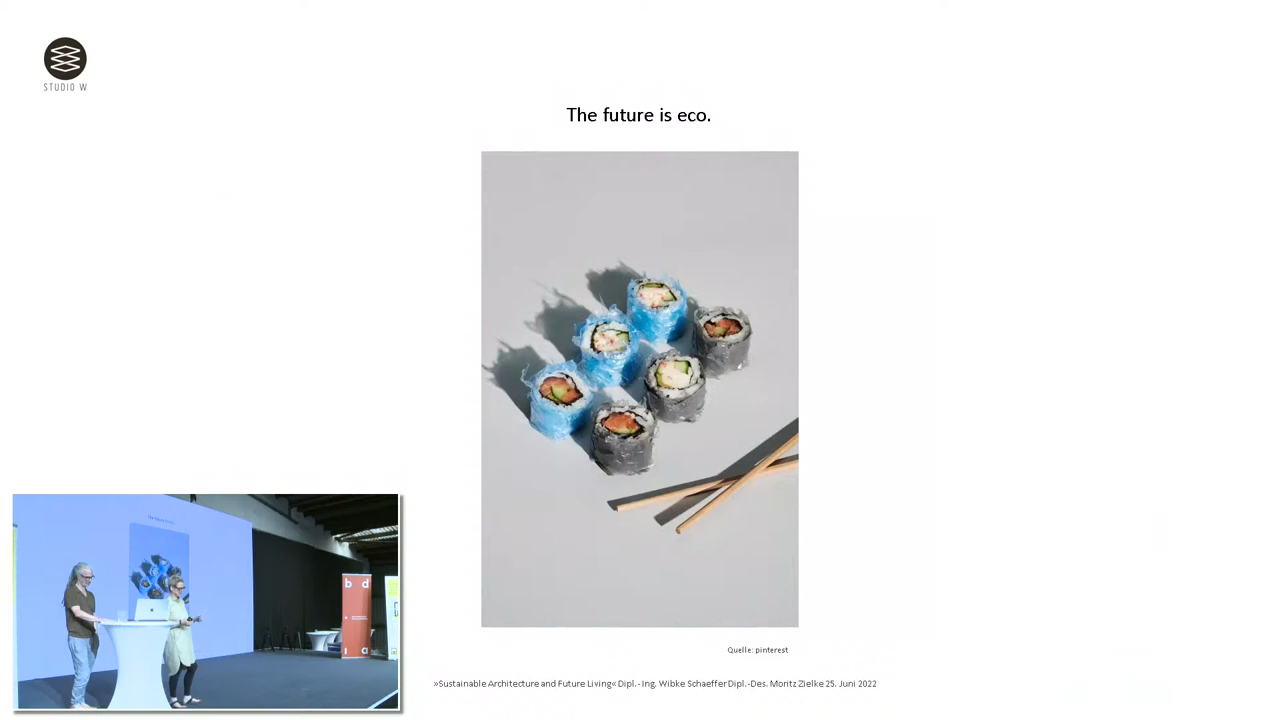 STUDIO W
The future is eco.
Quelle: pinterest
»Sustainable Architecture and Future Living« Dipl.- Ing. Wibke Schaeffer Dipl.-Des. Moritz Zielke 25. Juni 2022
b d
l a